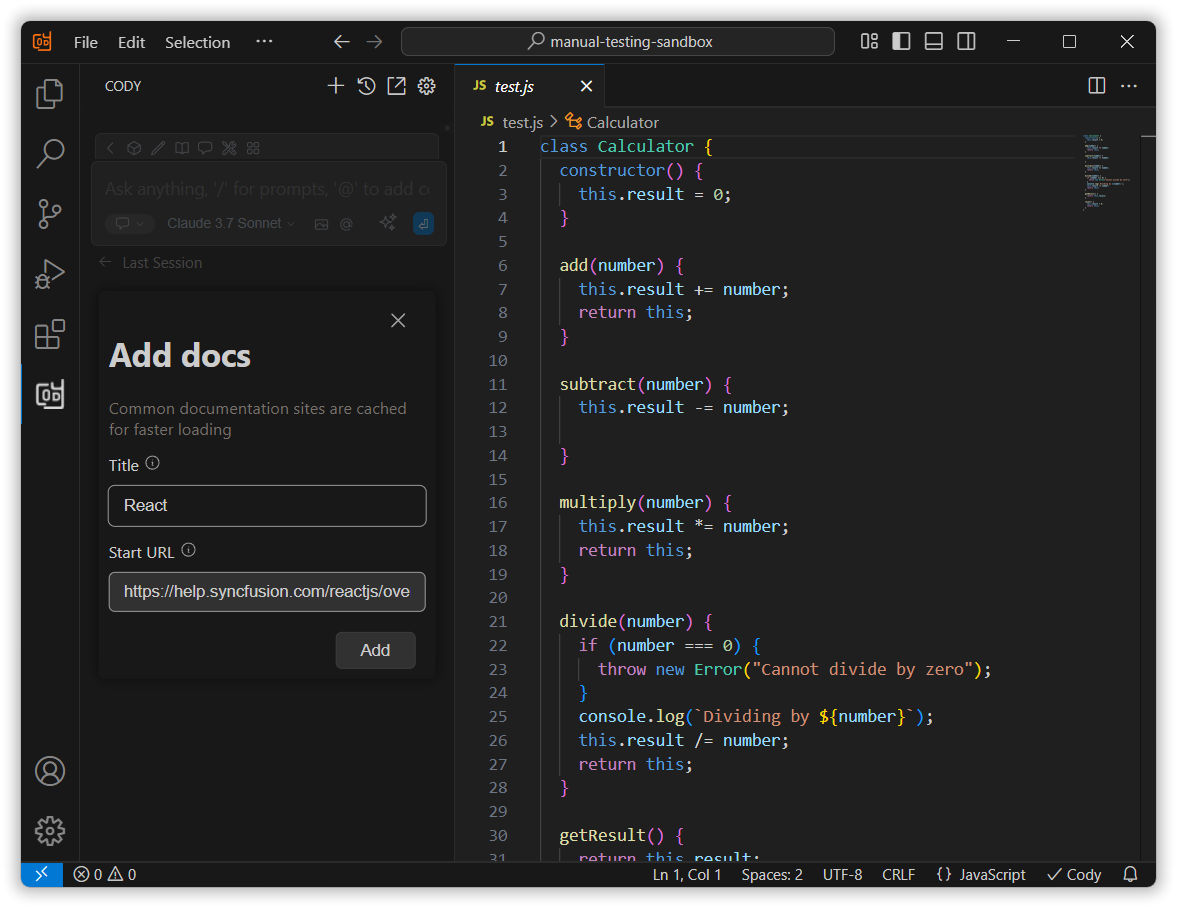 File Edit Selection ···
manual-testing-sandbox
CODY
Ask anything, '/' for prompts, '@' to add co
Claude 3.7 Sonnet
Last Session
Add docs
Common documentation sites are cached
for faster loading
Title
React
Start URL
https://help.syncfusion.com/reactjs/ove
Add
JS test.js
JS test.js > Calculator
1 class Calculator {
2 constructor() {
3 this.result = 0;
4 }
5
6 add(number) {
7 this.result += number;
8 return this;
9 }
10
11 subtract(number) {
12 this.result -= number;
13
14 }
15
16 multiply(number) {
17 this.result *= number;
18 return this;
19 }
20
21 divide(number) {
22 if (number === 0) {
23 throw new Error("Cannot divide by zero");
24 }
25 console.log(`Dividing by ${number}`);
26 this.result /= number;
27 return this;
28 }
29
30 getResult() {
31 return this.result;
0 0
Ln 1, Col 1 Spaces: 2 UTF-8 CRLF {} JavaScript Cody